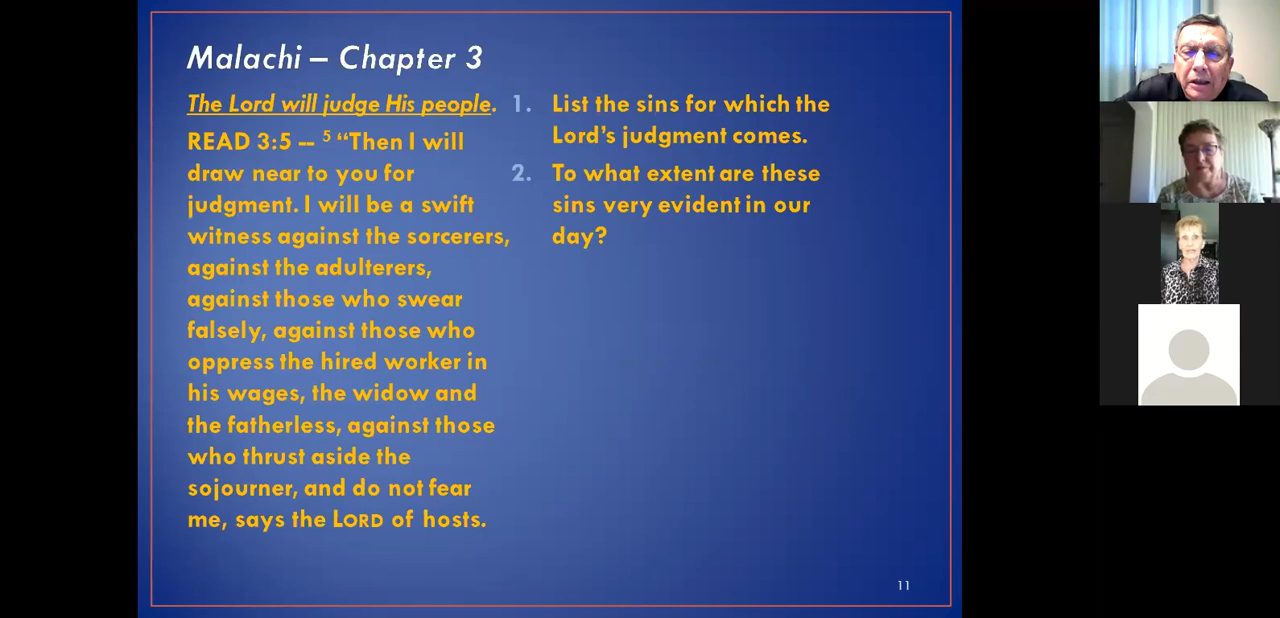 Malachi – Chapter 3
The Lord will judge His people.
READ 3:5 -- 5 “Then I will
draw near to you for
judgment. I will be a swift
witness against the sorcerers,
against the adulterers,
against those who swear
falsely, against those who
oppress the hired worker in
his wages, the widow and
the fatherless, against those
who thrust aside the
sojourner, and do not fear
me, says the LORD of hosts.
1. List the sins for which the
Lord’s judgment comes.
2. To what extent are these
sins very evident in our
day?
11